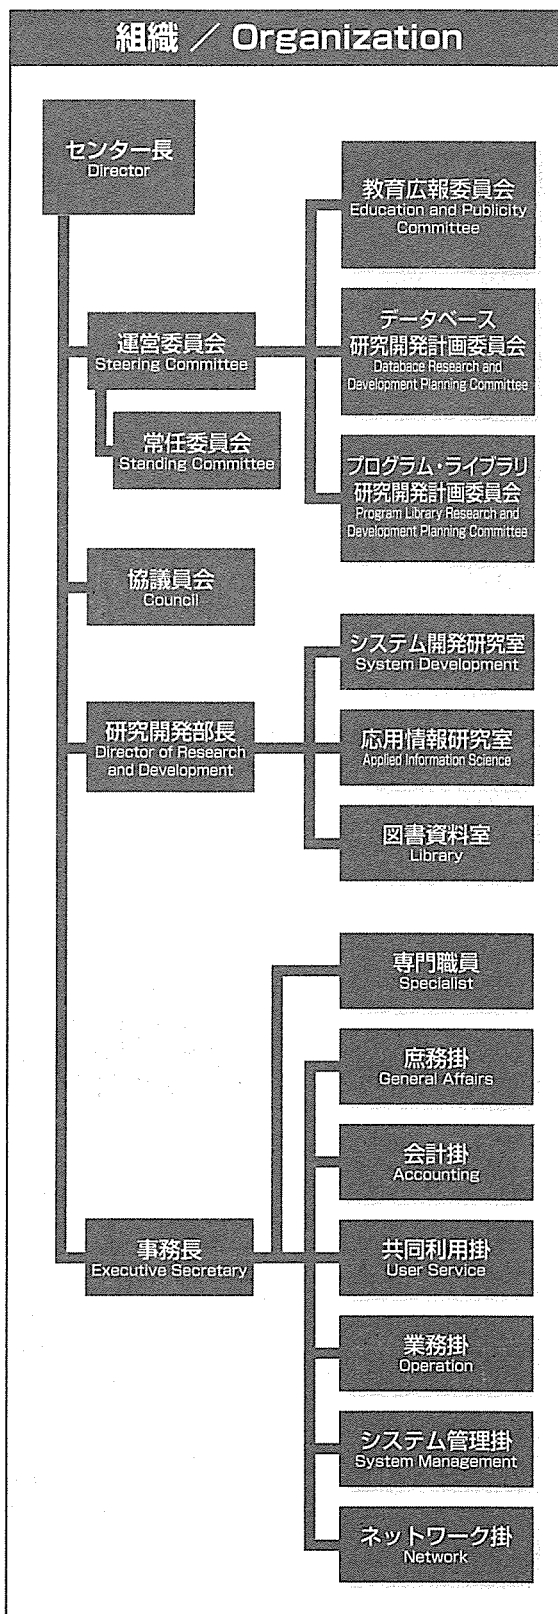 組織 / Organization
センター長
Director
教育広報委員会
Education and Publicity
Committee
運営委員会
Steering Committee
データベース
研究開発計画委員会
Databace Research and
Development Planning Committee
常任委員会
Standing Committee
プログラム・ライブラリ
研究開発計画委員会
Program Library Research and
Development Planning Committee
協議員会
Council
研究開発部長
Director of Research
and Development
システム開発研究室
System Development
応用情報研究室
Applied Information Science
図書資料室
Library
事務長
Executive Secretary
専門職員
Specialist
庶務掛
General Affairs
会計掛
Accounting
共同利用掛
User Service
業務掛
Operation
システム管理掛
System Management
ネットワーク掛
Network